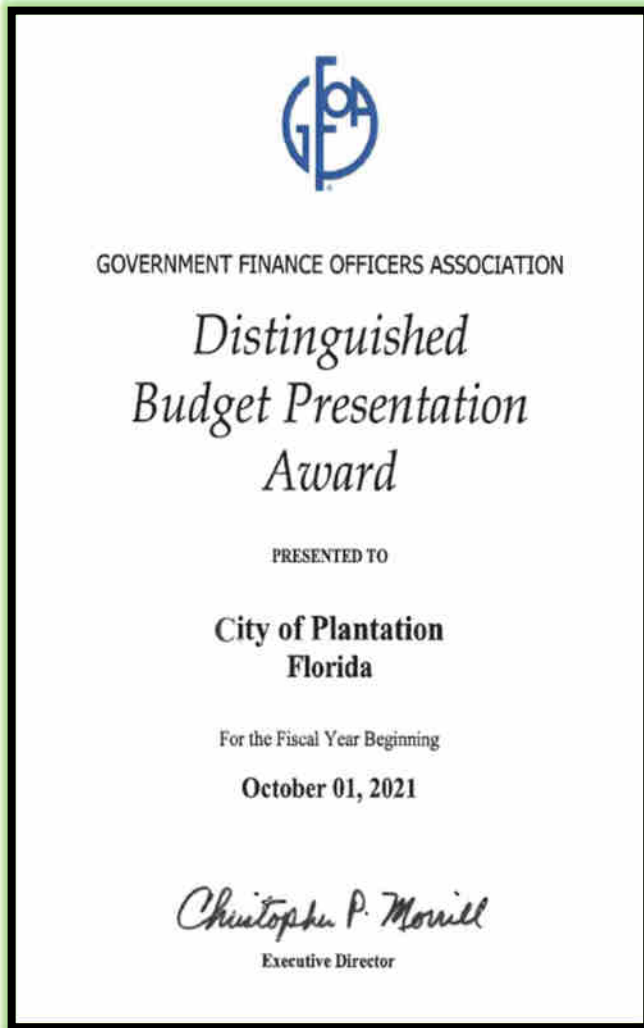 GFOA
GOVERNMENT FINANCE OFFICERS ASSOCIATION
Distinguished
Budget Presentation
Award
PRESENTED TO
City of Plantation
Florida
For the Fiscal Year Beginning
October 01, 2021
Christopher P. Morrill
Executive Director